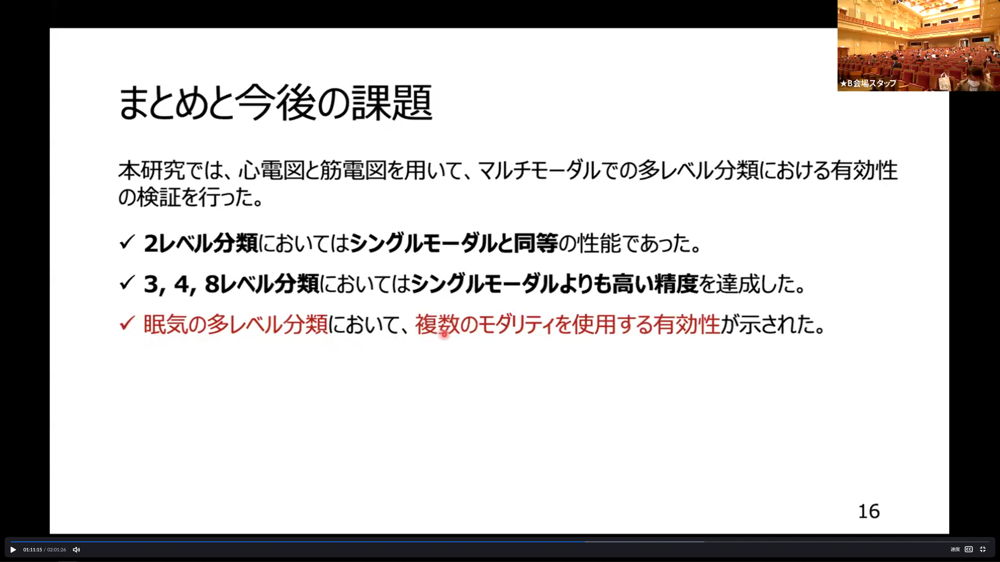 ★B会場スタッフ
まとめと今後の課題
本研究では、心電図と筋電図を用いて、マルチモーダルでの多レベル分類における有効性
の検証を行った。
✓ 2レベル分類においてはシングルモーダルと同等の性能であった。
✓ 3, 4, 8レベル分類においてはシングルモーダルよりも高い精度を達成した。
✓ 眠気の多レベル分類において、複数のモダリティを使用する有効性が示された。
16
01:11:15 / 02:01:26
速度
CC